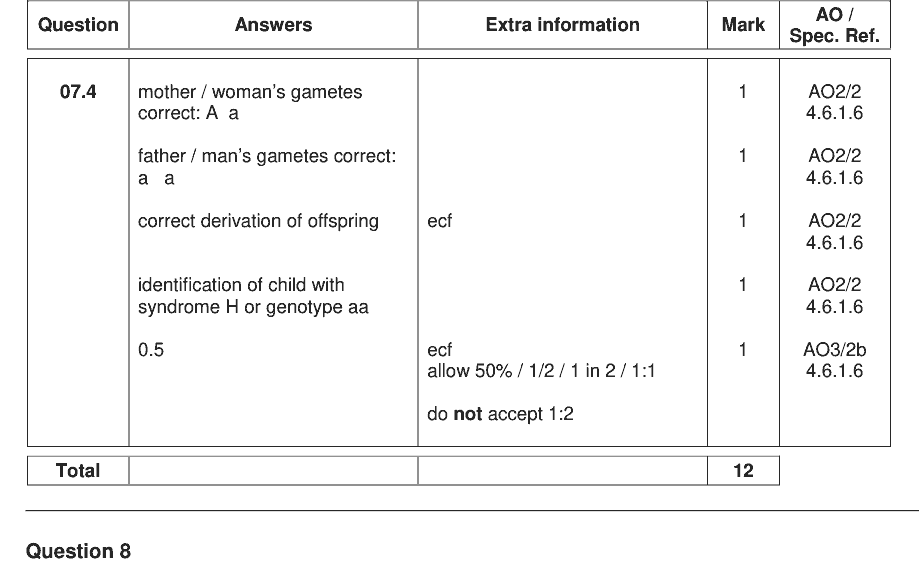 Question Answers Extra information Mark AO /
Spec. Ref.
07.4 mother / woman's gametes 1 AO2/2
correct: A a 4.6.1.6
father / man's gametes correct: 1 AO2/2
a a 4.6.1.6
correct derivation of offspring ecf 1 AO2/2
4.6.1.6
identification of child with 1 AO2/2
syndrome H or genotype aa 4.6.1.6
0.5 ecf 1 AO3/2b
allow 50% / 1/2 / 1 in 2 / 1:1 4.6.1.6
do not accept 1:2
Total 12
Question 8